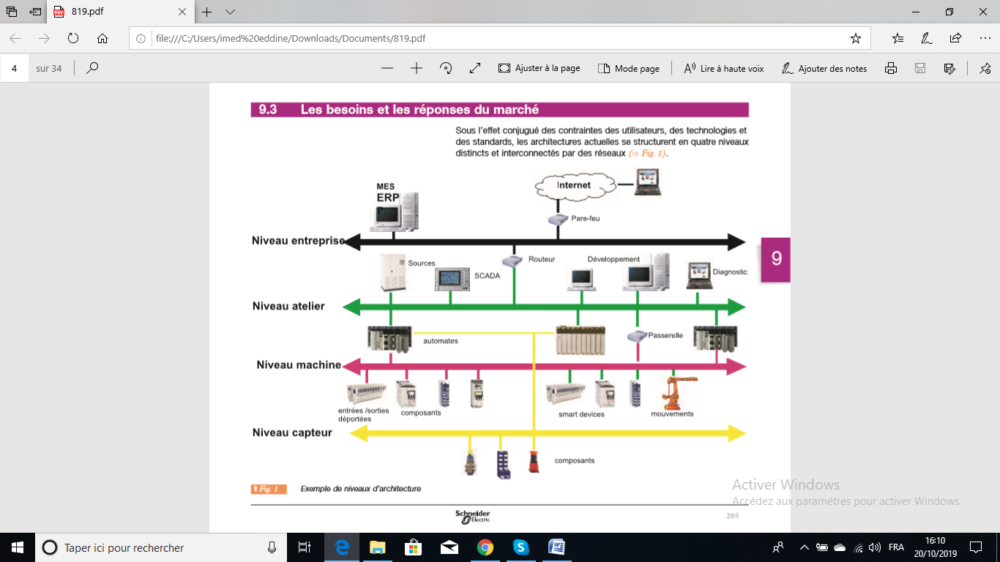 819.pdf
file:///C:/Users/imed%20eddine/Downloads/Documents/819.pdf
4 sur 34
Ajuster à la page
Mode page
Lire à haute voix
Ajouter des notes
9.3 Les besoins et les réponses du marché
Sous l'effet conjugué des contraintes des utilisateurs, des technologies et
des standards, les architectures actuelles se structurent en quatre niveaux
distincts et interconnectés par des réseaux (⇨ Fig. 1).
MES
ERP
Internet
Pare-feu
Niveau entreprise
9
Sources
SCADA
Routeur
Développement
Diagnostic
Niveau atelier
automates
Passerelle
Niveau machine
entrées /sorties
déportées
composants
smart devices
mouvements
Niveau capteur
composants
↑ Fig. 1 Exemple de niveaux d'architecture
Activer Windows
Accédez aux paramètres pour activer Windows.
Schneider
Electric
205
Taper ici pour rechercher
FRA
16:10
20/10/2019